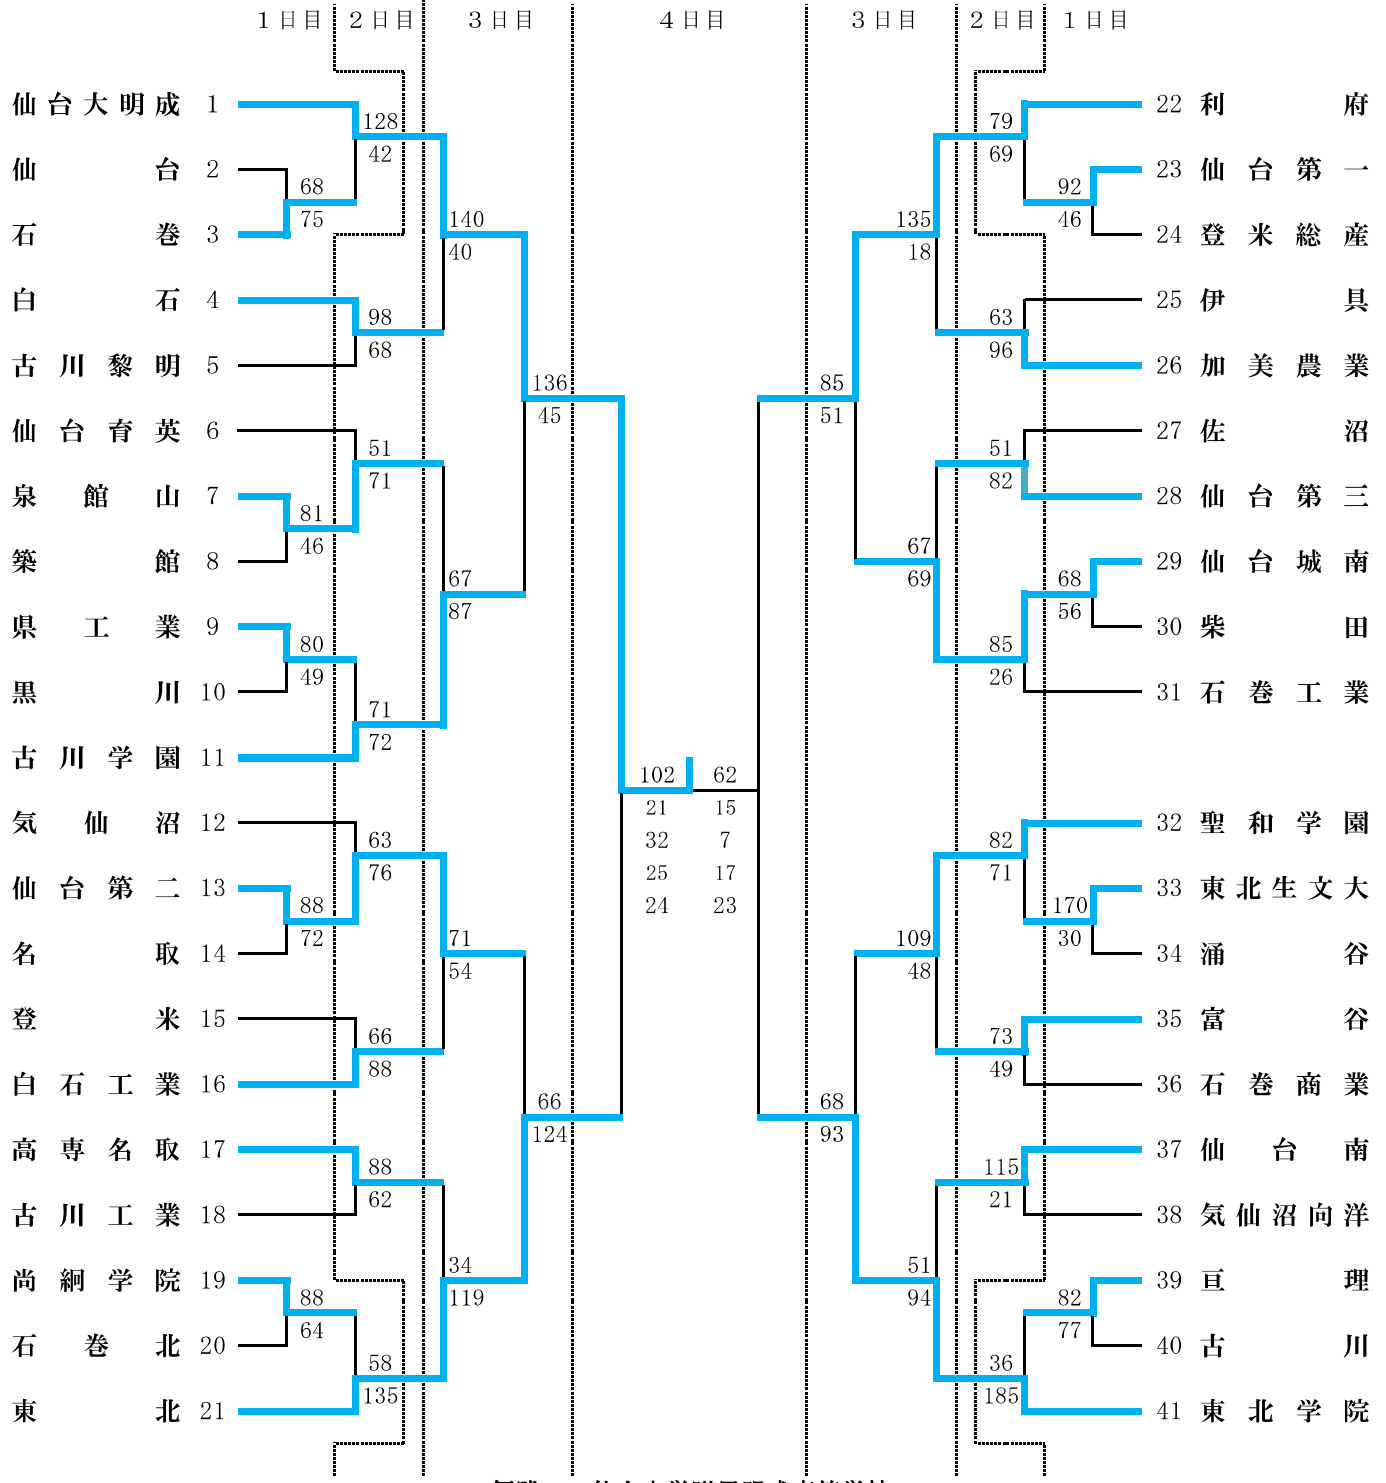 １日目 ２日目 ３日目 ４日目 ３日目 ２日目 １日目
仙台大明成 1
仙台 2
石巻 3
白石 4
古川黎明 5
仙台育英 6
泉館山 7
築館 8
県工業 9
黒川 10
古川学園 11
気仙沼 12
仙台第二 13
名取 14
登米 15
白石工業 16
高専名取 17
古川工業 18
尚絅学院 19
石巻北 20
東北 21
68
75
81
46
80
49
88
72
88
64
128
42
98
68
51
71
71
72
63
76
66
88
88
62
58
135
140
40
67
87
71
54
34
119
136
45
66
124
102 62
21 15
32 7
25 17
24 23
85
51
68
93
135
18
67
69
109
48
51
94
79
69
63
96
51
82
85
26
82
71
73
49
115
21
36
185
92
46
68
56
170
30
82
77
22 利府
23 仙台第一
24 登米総産
25 伊具
26 加美農業
27 佐沼
28 仙台第三
29 仙台城南
30 柴田
31 石巻工業
32 聖和学園
33 東北生文大
34 涌谷
35 富谷
36 石巻商業
37 仙台南
38 気仙沼向洋
39 亘理
40 古川
41 東北学院